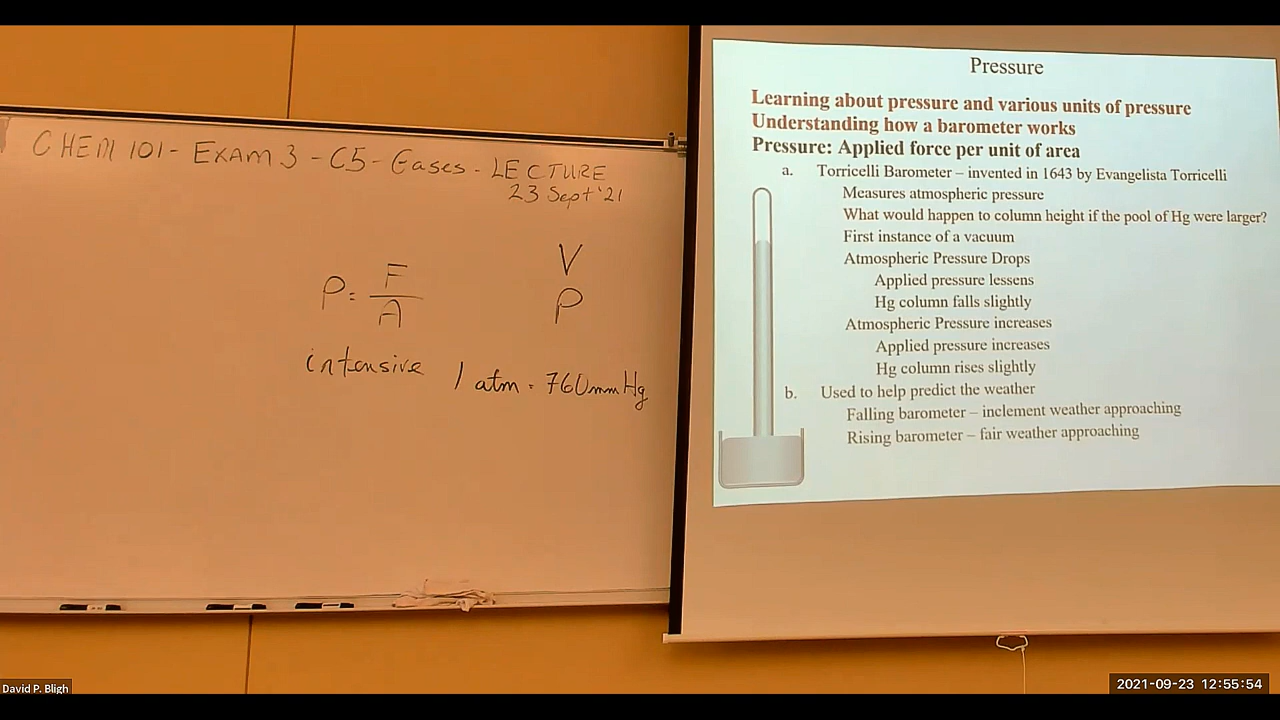 CHEM 101 - EXAM 3 - C5 - Gases - LECTURE
23 Sept '21
P = F
A
V
P
intensive
1 atm = 760mmHg
Pressure
Learning about pressure and various units of pressure
Understanding how a barometer works
Pressure: Applied force per unit of area
a. Torricelli Barometer – invented in 1643 by Evangelista Torricelli
Measures atmospheric pressure
What would happen to column height if the pool of Hg were larger?
First instance of a vacuum
Atmospheric Pressure Drops
Applied pressure lessens
Hg column falls slightly
Atmospheric Pressure increases
Applied pressure increases
Hg column rises slightly
b. Used to help predict the weather
Falling barometer – inclement weather approaching
Rising barometer – fair weather approaching
David P. Bligh
2021-09-23 12:55:54